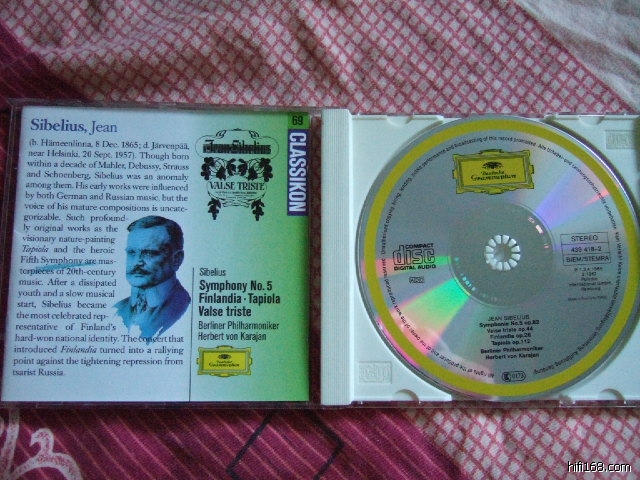 Sibelius, Jean
(b. Hämeenlinna, 8 Dec. 1865; d. Järvenpää,
near Helsinki, 20 Sept. 1957). Though born
within a decade of Mahler, Debussy, Strauss
and Schoenberg, Sibelius was an anomaly
among them. His early works were influenced
by both German and Russian music, but the
voice of his mature compositions is uncate-
gorizable. Such profound-
ly original works as the
visionary nature-painting
Tapiola and the heroic
Fifth Symphony are mas-
terpieces of 20th-century
music. After a dissipated
youth and a slow musical
start, Sibelius became
the most celebrated rep-
resentative of Finland's
hard-won national identity. The concert that
introduced Finlandia turned into a rallying
point against the tightening repression from
tsarist Russia.
69
CLASSIKON
Jean Sibelius
VALSE TRISTE
Sibelius
Symphony No. 5
Finlandia · Tapiola
Valse triste
Berliner Philharmoniker
Herbert von Karajan
Deutsche
Grammophon
Deutsche
Grammophon
COMPACT
disc
DIGITAL AUDIO
STEREO
439 418-2
BIEM/STEMRA
JEAN SIBELIUS
Symphonie No.5 op.82
Valse triste op.44
Finlandia op.26
Tapiola op.112
Berliner Philharmoniker
Herbert von Karajan
hifi168.com